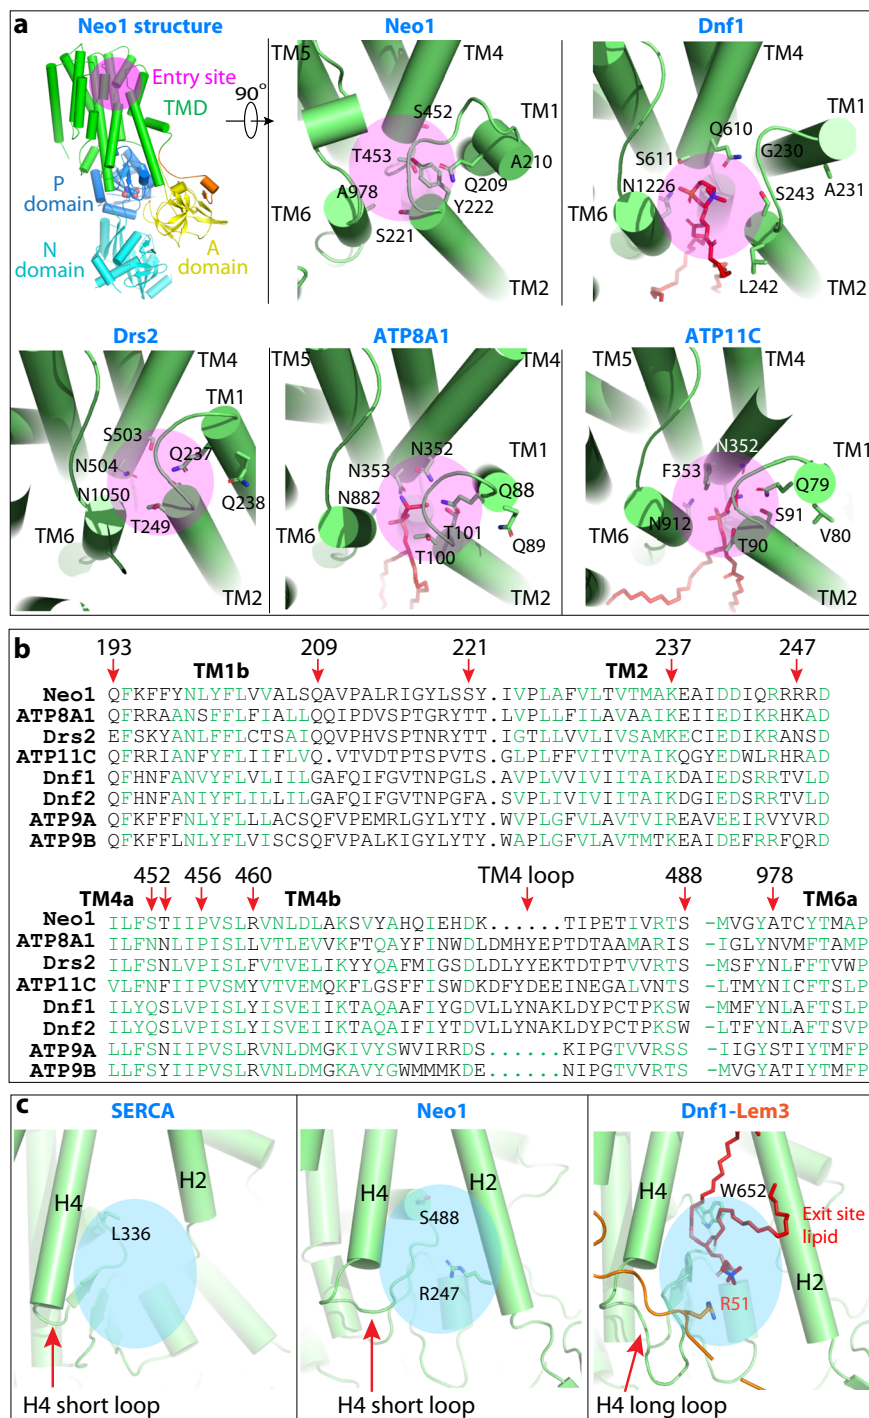 a
Neo1 structure
Entry site
TMD
P domain
A domain
N domain
90°
Neo1
TM5
TM4
S452
TM1
T453
A210
Q209
A978
Y222
TM6
S221
TM2
Dnf1
TM4
TM1
Q610
S611
G230
N1226
A231
TM6
S243
L242
TM2
Drs2
TM4
TM1
S503
Q237
N504
N1050
Q238
T249
TM6
TM2
ATP8A1
TM5
TM4
TM1
N352
N353
Q88
N882
TM6
T101
Q89
T100
TM2
ATP11C
TM5
TM4
N352
TM1
F353
Q79
N912
S91
V80
TM6
T90
TM2
b
193 209 221 237 247
TM1b TM2
Neo1 QFKFFYNLYFLVVALSQAVPALRIGYLSSY.IVPLAFVLTVTMAKEAIDDIQRRRRD
ATP8A1 QFRRAANSFFLFIALLQQIPDVSPTGRYTT.LVPLLFILAVAAIKEIIEDIKRHKAD
Drs2 EFSKYANLFFLCTSAIQQVPHVSPTNRYTT.IGTLLVVLIVSAMKECIEDIKRANSD
ATP11C QFRRIANFYFLIIFLVQ.VTVDTPTSPVTS.GLPLFFVITVTAIKQGYEDWLRHRAD
Dnf1 QFHNFANVYFLVLIILGAFQIFGVTNPGLS.AVPLVVIVIITAIKDAIEDSRRTVLD
Dnf2 QFHNFANIYFLILLILGAFQIFGVTNPGFA.SVPLIVIVIITAIKDGIEDSRRTVLD
ATP9A QFKFFFNLYFLLLACSQFVPEMRLGYLYTY.WVPLGFVLAVTVIREAVEEIRVYVRD
ATP9B QFKFFLNLYFLVISCSQFVPALKIGYLYTY.WAPLGFVLAVTMTKEAIDEFRRFQRD
452 456 460 TM4 loop 488 978
TM4a TM4b TM6a
Neo1 ILFSTIIPVSLRVNLDLAKSVYAHQIEHDK......TIPETIVRTS -MVGYATCYTMAP
ATP8A1 ILFNNLIPISLLVTLEVVKFTQAYFINWDLDMHYEPTDTAAMARIS -IGLYNVMFTAMP
Drs2 ILFSNLVPISLFVTVELIKYYQAFMIGSDLDLYYEKTDTPTVVRTS -MSFYNLFFTVWP
ATP11C VLFNFIIPVSMYVTVEMQKFLGSFFISWDKDFYDEEINEGALVNTS -LTMYNICFTSLP
Dnf1 ILYQSLVPISLYISVEIIKTAQAAFIYGDVLLYNAKLDYPCTPKSW -MMFYNLAFTSLP
Dnf2 ILYQSLVPISLYISVEIIKTAQAIFIYTDVLLYNAKLDYPCTPKSW -LTFYNLAFTSVP
ATP9A LLFSNIIPVSLRVNLDMGKIVYSWVIRRDS......KIPGTVVRSS -IIGYSTIYTMFP
ATP9B LLFSYIIPVSLRVNLDMGKAVYGWMMMKDE......NIPGTVVRTS -MVGYATIYTMFP
c
SERCA
H4
H2
L336
H4 short loop
Neo1
H4
H2
S488
R247
H4 short loop
Dnf1-Lem3
H4
W652
Exit site lipid
H2
R51
H4 long loop